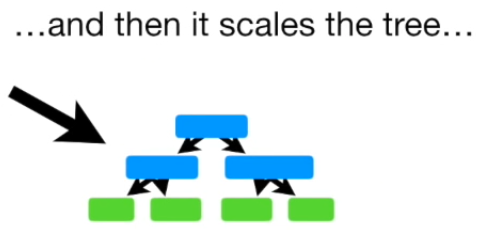 …and then it scales the tree…